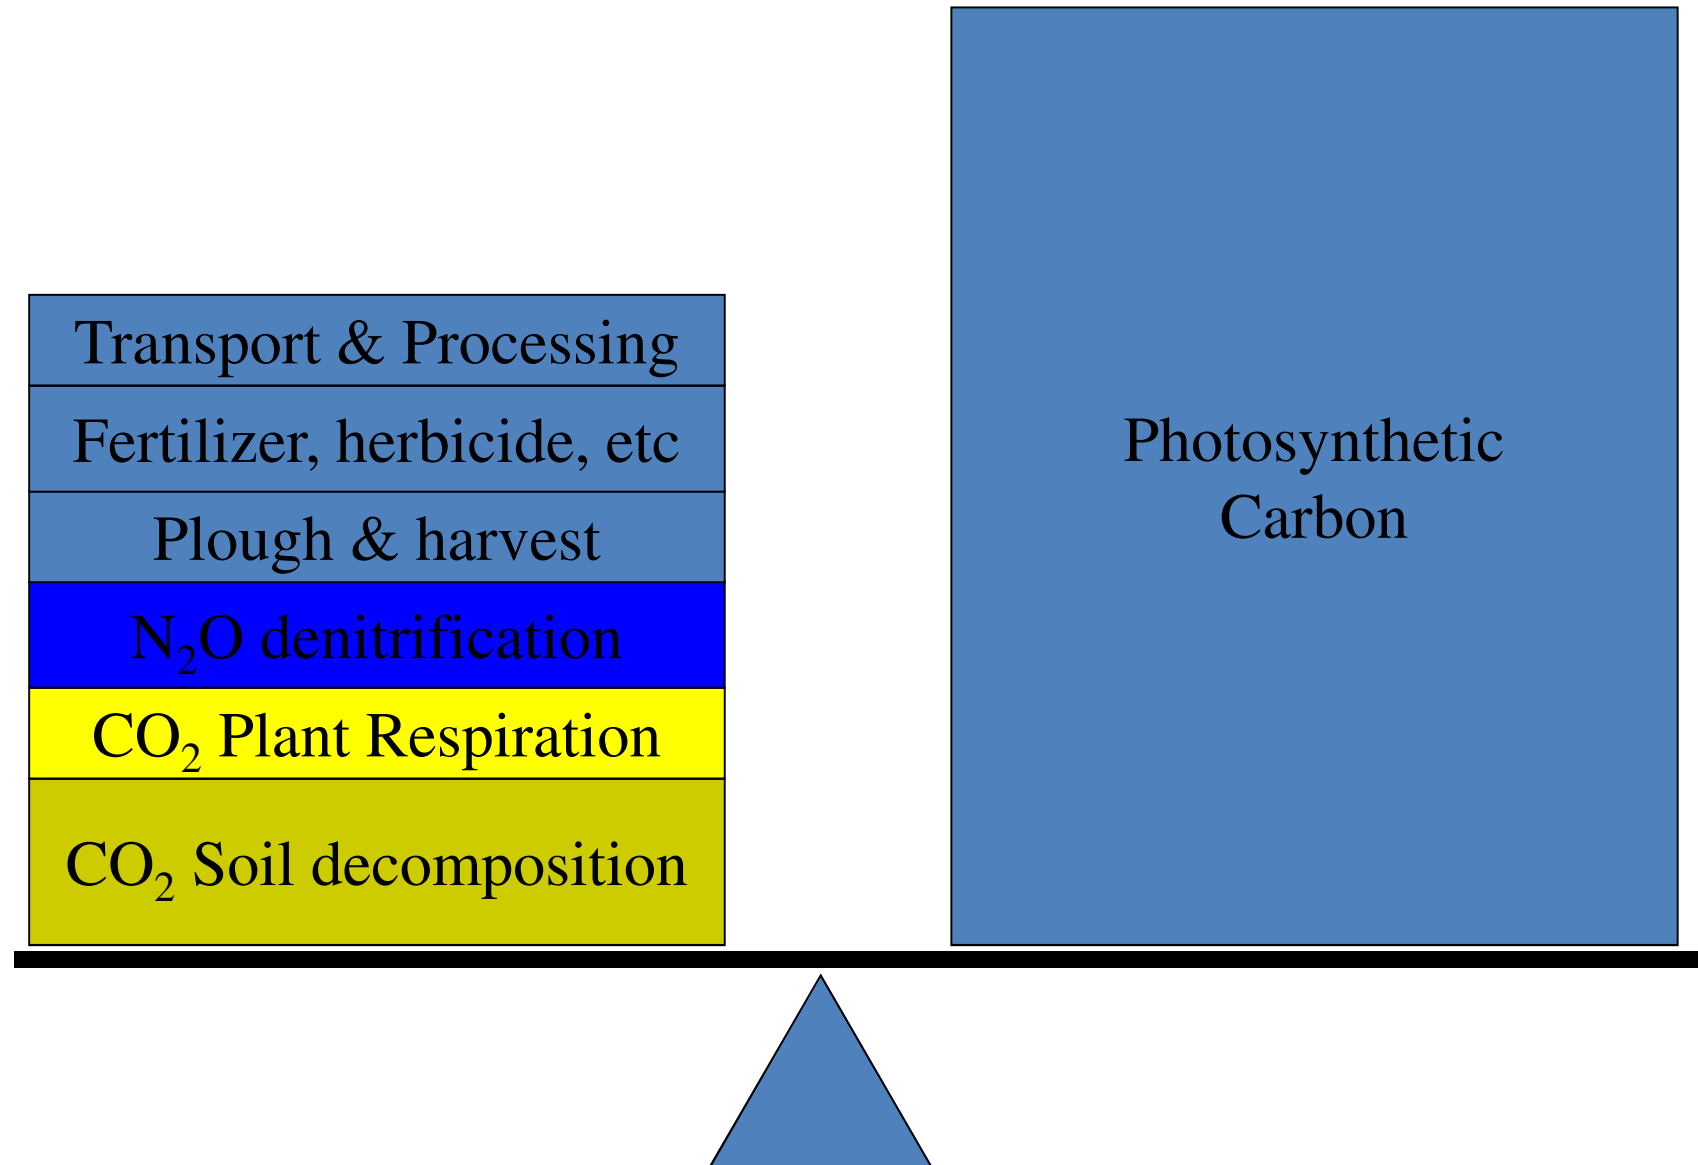 Transport & Processing
Fertilizer, herbicide, etc
Plough & harvest
N₂O denitrification
CO₂ Plant Respiration
CO₂ Soil decomposition
Photosynthetic
Carbon